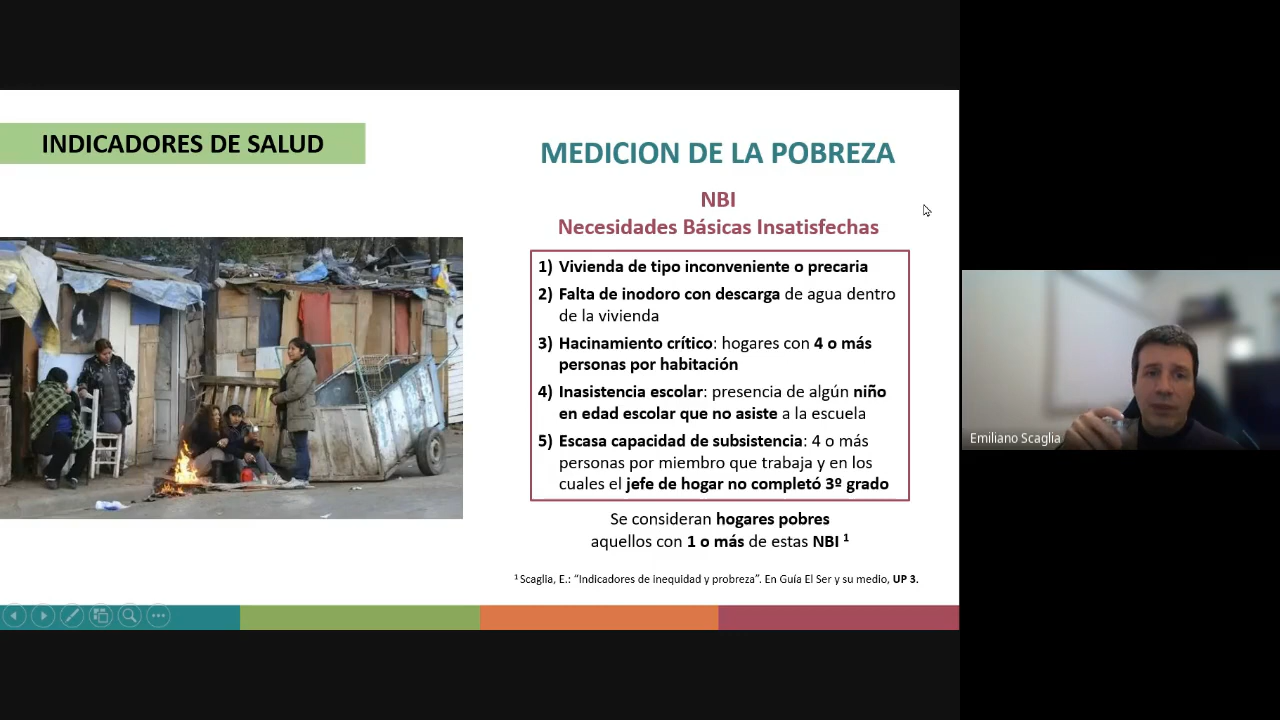 INDICADORES DE SALUD
MEDICION DE LA POBREZA
NBI
Necesidades Básicas Insatisfechas
1) Vivienda de tipo inconveniente o precaria
2) Falta de inodoro con descarga de agua dentro
de la vivienda
3) Hacinamiento crítico: hogares con 4 o más
personas por habitación
4) Inasistencia escolar: presencia de algún niño
en edad escolar que no asiste a la escuela
5) Escasa capacidad de subsistencia: 4 o más
personas por miembro que trabaja y en los
cuales el jefe de hogar no completó 3º grado
Se consideran hogares pobres
aquellos con 1 o más de estas NBI ¹
¹ Scaglia, E.: “Indicadores de inequidad y probreza”. En Guía El Ser y su medio, UP 3.
Emiliano Scaglia